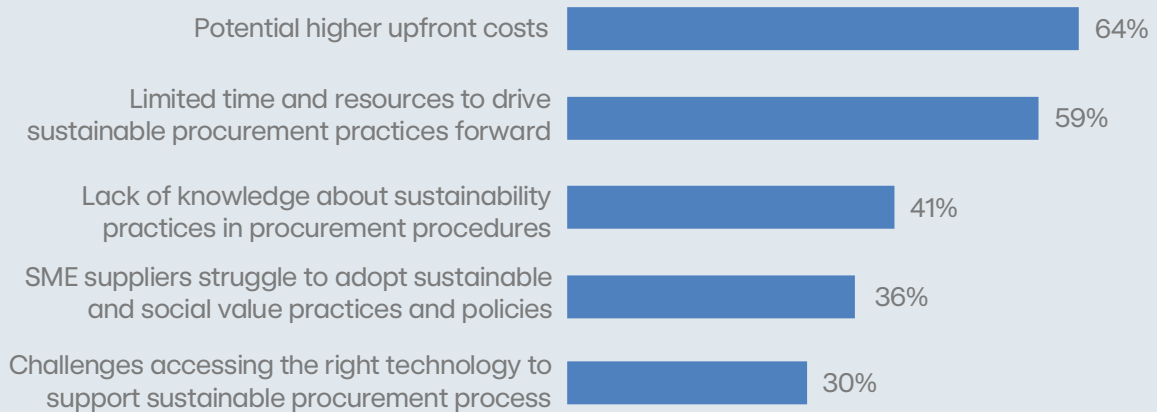 Potential higher upfront costs
64%
Limited time and resources to drive
sustainable procurement practices forward
59%
Lack of knowledge about sustainability
practices in procurement procedures
41%
SME suppliers struggle to adopt sustainable
and social value practices and policies
36%
Challenges accessing the right technology to
support sustainable procurement process
30%